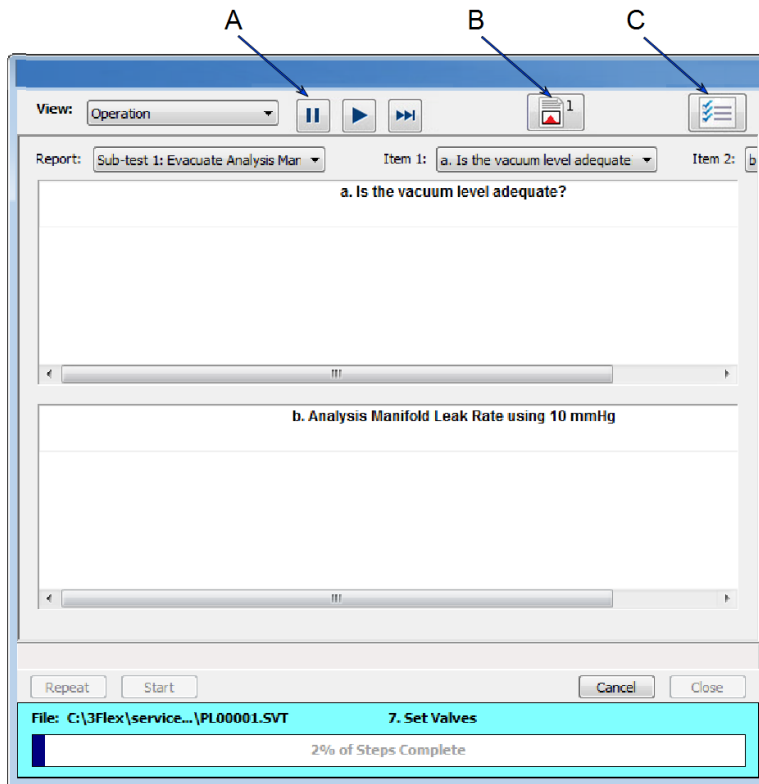 A B C
View: Operation 1
Report: Sub-test 1: Evacuate Analysis Mar Item 1: a. Is the vacuum level adequate Item 2: b
a. Is the vacuum level adequate?
b. Analysis Manifold Leak Rate using 10 mmHg
Repeat Start Cancel Close
File: C:\3Flex\service...\PL00001.SVT 7. Set Valves
2% of Steps Complete